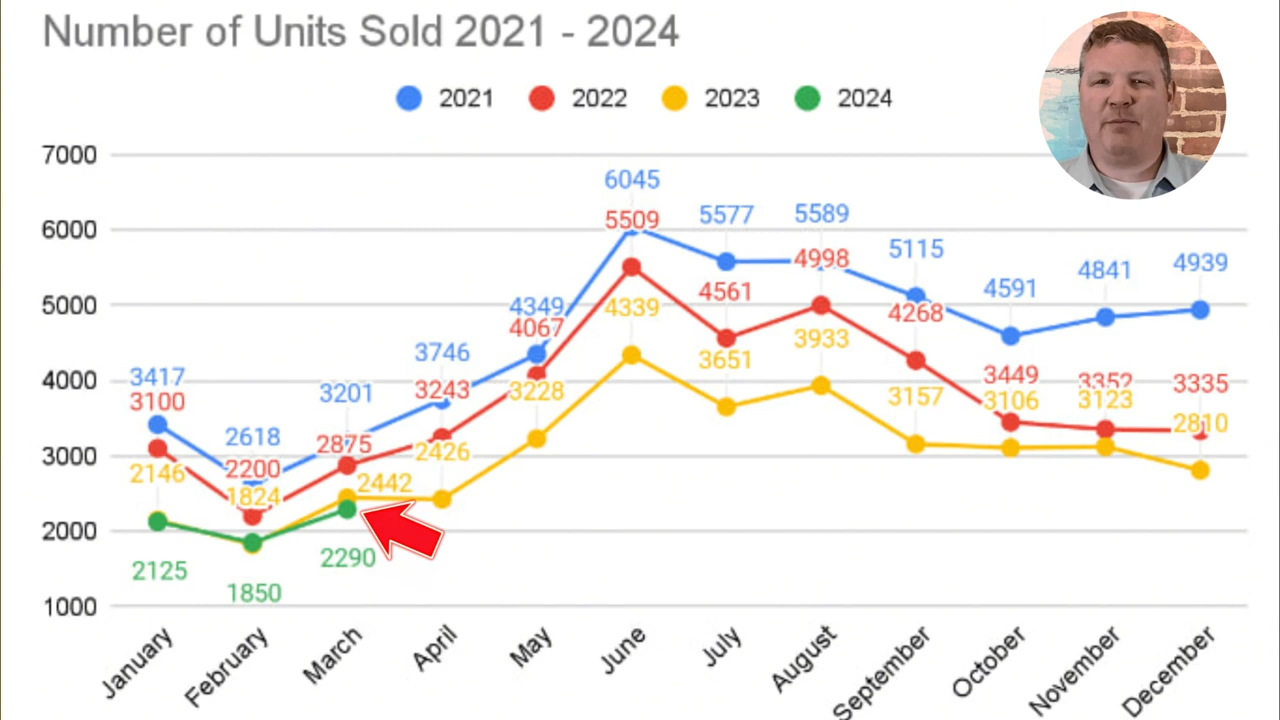 Number of Units Sold 2021 - 2024
2021 2022 2023 2024
7000
6000
5000
4000
3000
2000
1000
3417 2618 3201 3746 4349 6045 5577 5589 5115 4591 4841 4939
3100 2200 2875 3243 4067 5509 4561 4998 4268 3449 3352 3335
2146 1824 2442 2426 3228 4339 3651 3933 3157 3106 3123 2810
2125 1850 2290
January February March April May June July August September October November December